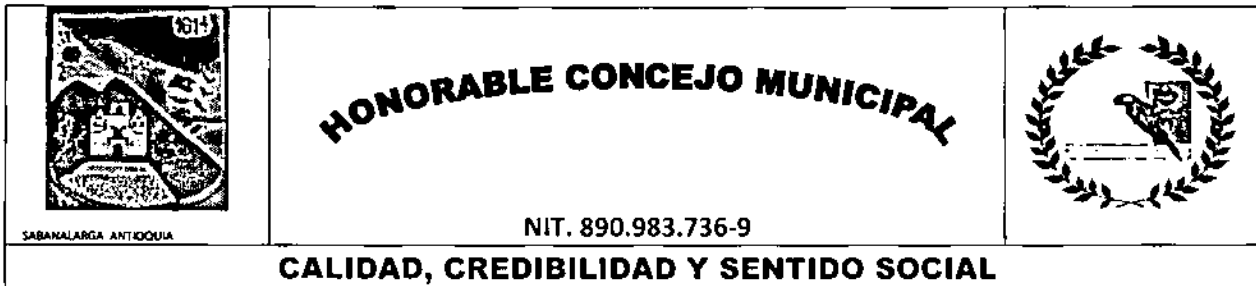 1614
HONORABLE CONCEJO MUNICIPAL
NIT. 890.983.736-9
SABANALARGA ANTIOQUIA
CALIDAD, CREDIBILIDAD Y SENTIDO SOCIAL